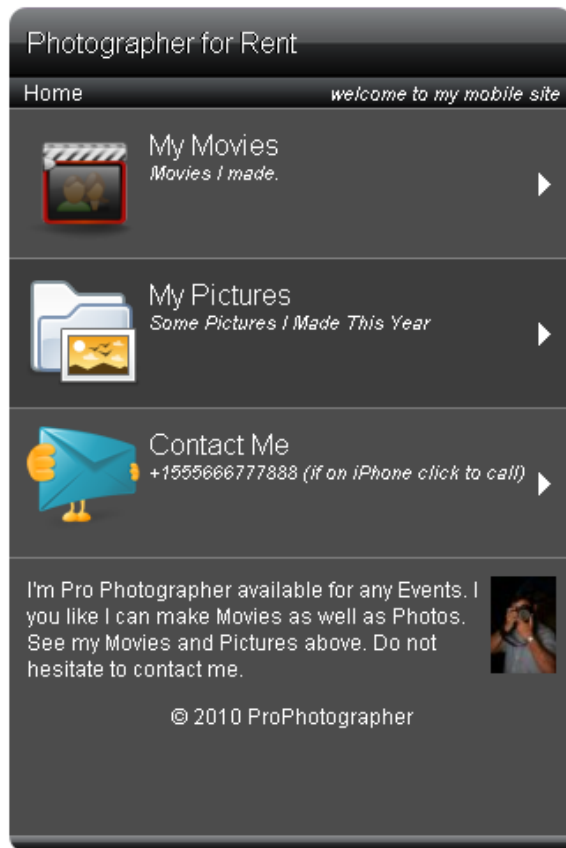 Photographer for Rent
Home welcome to my mobile site
My Movies
Movies I made.
My Pictures
Some Pictures I Made This Year
Contact Me
+1555666777888 (if on iPhone click to call)
I'm Pro Photographer available for any Events. I
you like I can make Movies as well as Photos.
See my Movies and Pictures above. Do not
hesitate to contact me.
© 2010 ProPhotographer